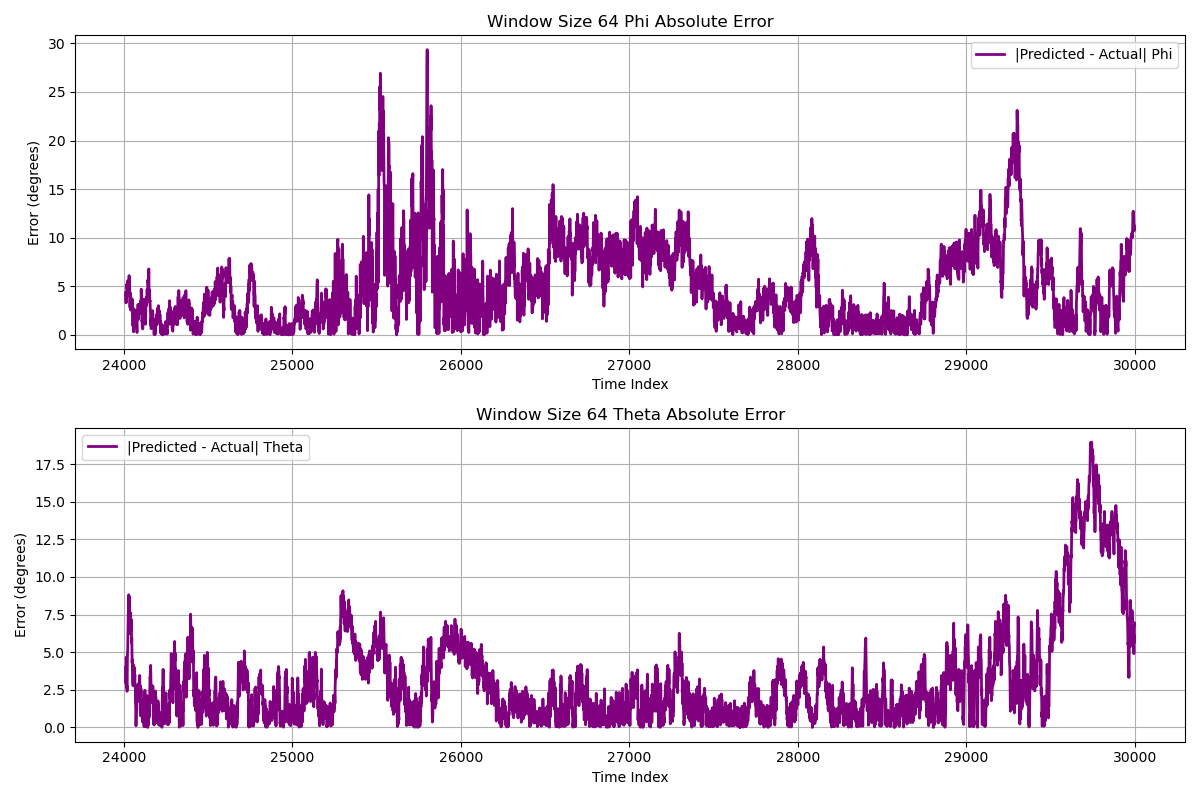 Window Size 64 Phi Absolute Error
|Predicted - Actual| Phi
30
25
20
15
10
5
0
Error (degrees)
24000 25000 26000 27000 28000 29000 30000
Time Index
Window Size 64 Theta Absolute Error
|Predicted - Actual| Theta
17.5
15.0
12.5
10.0
7.5
5.0
2.5
0.0
Error (degrees)
24000 25000 26000 27000 28000 29000 30000
Time Index